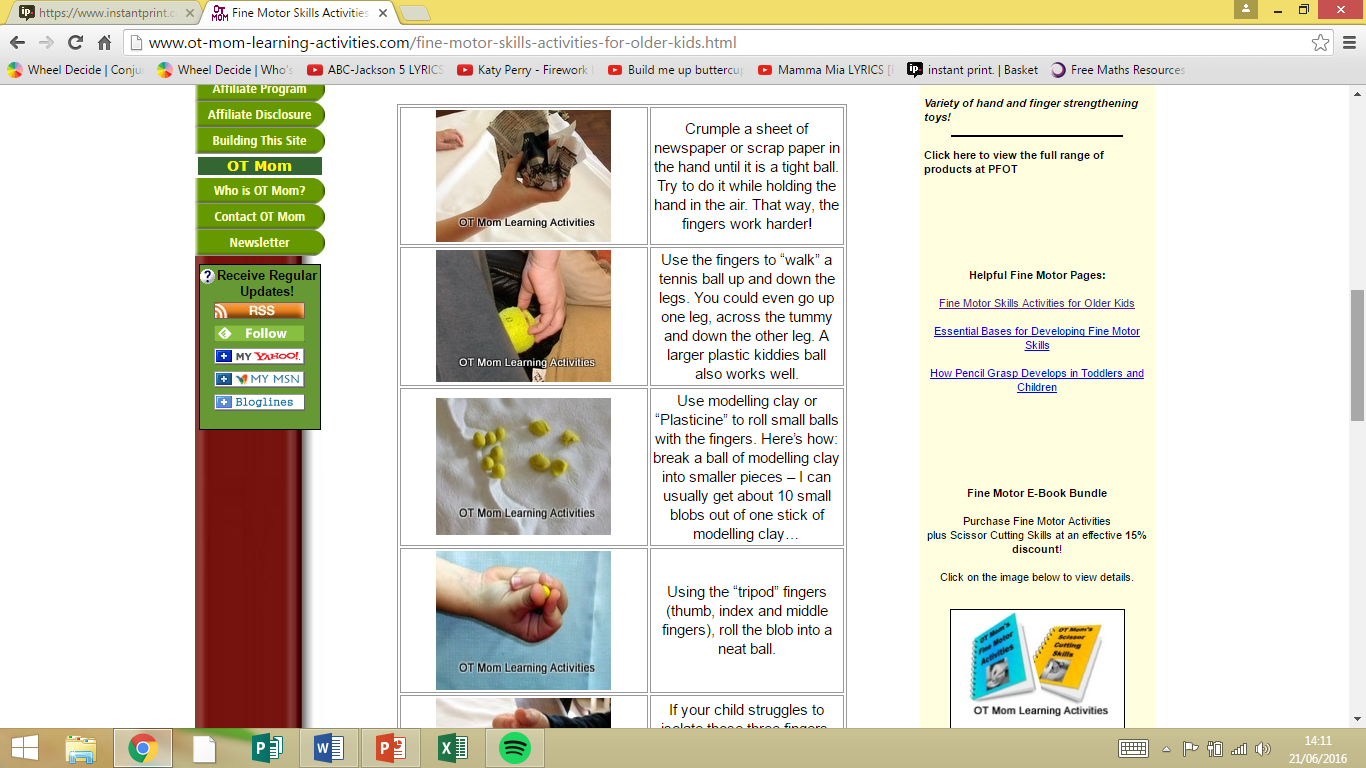 https://www.instantprint.c
Fine Motor Skills Activities
www.ot-mom-learning-activities.com/fine-motor-skills-activities-for-older-kids.html
Wheel Decide | Conju
Wheel Decide | Who's
ABC-Jackson 5 LYRICS
Katy Perry - Firework
Build me up buttercup
Mamma Mia LYRICS [
instant print. | Basket
Free Maths Resources
Affiliate Program
Affiliate Disclosure
Building This Site
OT Mom
Who is OT Mom?
Contact OT Mom
Newsletter
Receive Regular
Updates!
RSS
Follow
MY YAHOO!
MY MSN
Bloglines
OT Mom Learning Activities
Crumple a sheet of
newspaper or scrap paper in
the hand until it is a tight ball.
Try to do it while holding the
hand in the air. That way, the
fingers work harder!
OT Mom Learning Activities
Use the fingers to “walk” a
tennis ball up and down the
legs. You could even go up
one leg, across the tummy
and down the other leg. A
larger plastic kiddies ball
also works well.
OT Mom Learning Activities
Use modelling clay or
“Plasticine” to roll small balls
with the fingers. Here’s how:
break a ball of modelling clay
into smaller pieces – I can
usually get about 10 small
blobs out of one stick of
modelling clay…
OT Mom Learning Activities
Using the “tripod” fingers
(thumb, index and middle
fingers), roll the blob into a
neat ball.
If your child struggles to
isolate these three fingers,
Variety of hand and finger strengthening
toys!
Click here to view the full range of
products at PFOT
Helpful Fine Motor Pages:
Fine Motor Skills Activities for Older Kids
Essential Bases for Developing Fine Motor
Skills
How Pencil Grasp Develops in Toddlers and
Children
Fine Motor E-Book Bundle
Purchase Fine Motor Activities
plus Scissor Cutting Skills at an effective 15%
discount!
Click on the image below to view details.
OT Mom's
Fine Motor
Activities
OT Mom's
Scissor
Cutting
Skills
OT Mom Learning Activities
14:11
21/06/2016